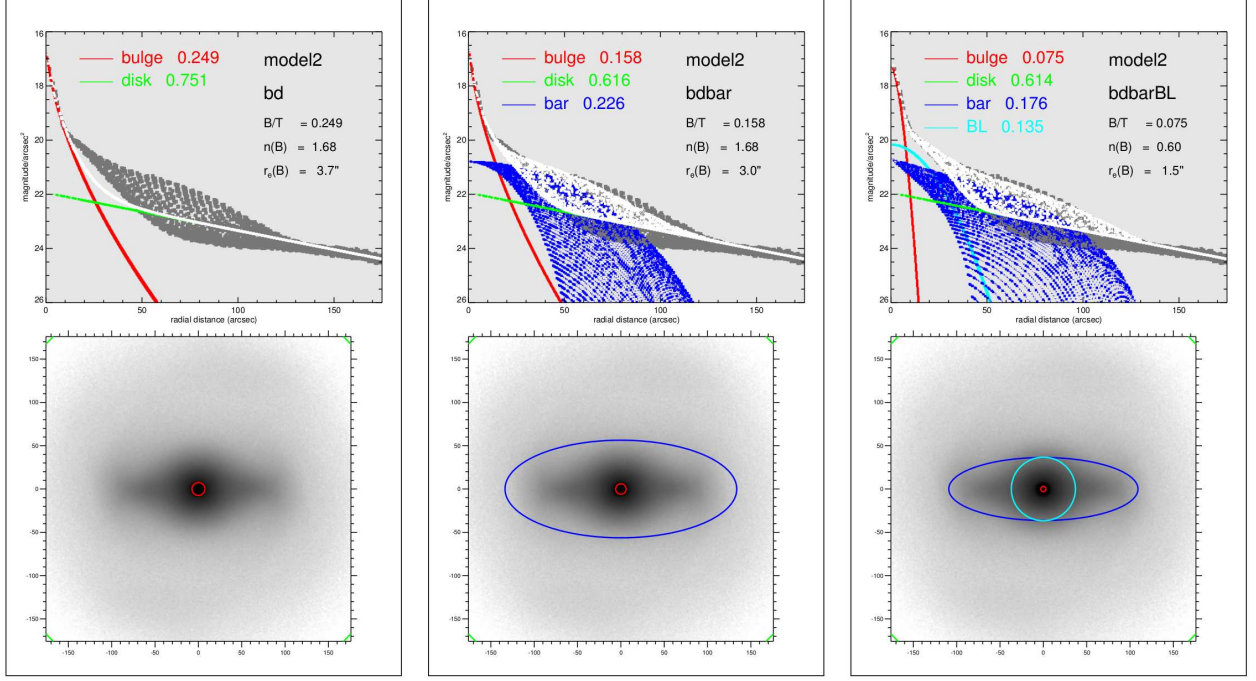 bulge 0.249
disk 0.751
model2
bd
B/T = 0.249
n(B) = 1.68
rₑ(B) = 3.7"
magnitude/arcsec²
16
18
20
22
24
26
0 50 100 150
radial distance (arcsec)
150
100
50
0
-50
-100
-150
-150 -100 -50 0 50 100 150
bulge 0.158
disk 0.616
bar 0.226
model2
bdbar
B/T = 0.158
n(B) = 1.68
rₑ(B) = 3.0"
magnitude/arcsec²
16
18
20
22
24
26
0 50 100 150
radial distance (arcsec)
150
100
50
0
-50
-100
-150
-150 -100 -50 0 50 100 150
bulge 0.075
disk 0.614
bar 0.176
BL 0.135
model2
bdbarBL
B/T = 0.075
n(B) = 0.60
rₑ(B) = 1.5"
magnitude/arcsec²
16
18
20
22
24
26
0 50 100 150
radial distance (arcsec)
150
100
50
0
-50
-100
-150
-150 -100 -50 0 50 100 150